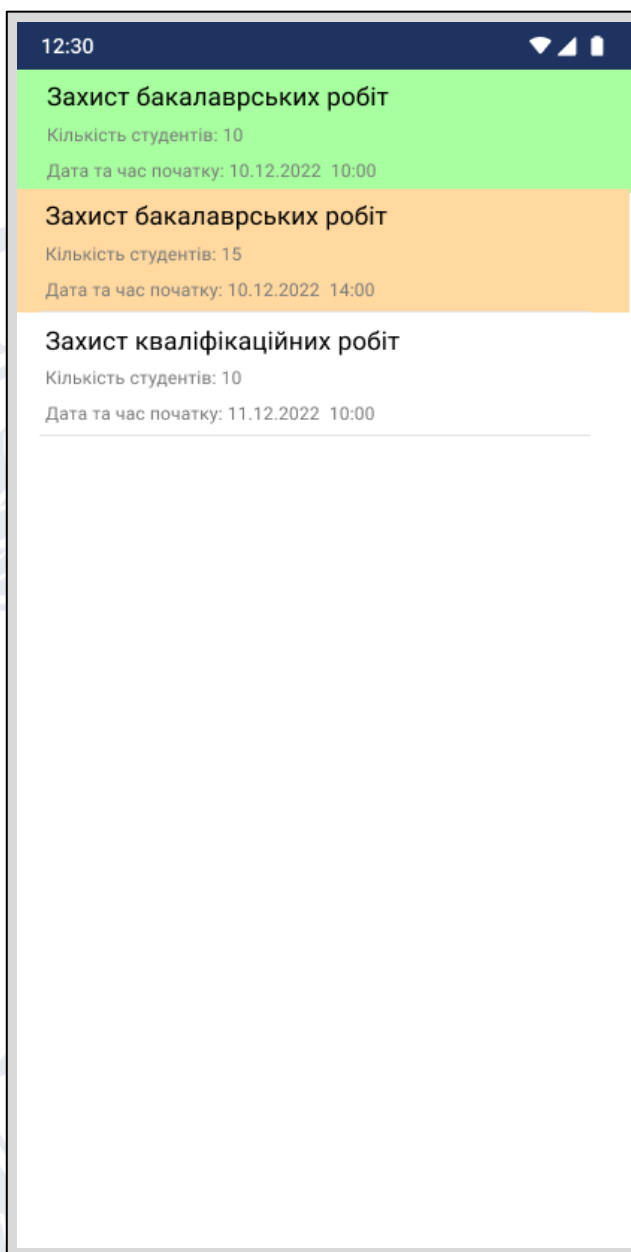 12:30
Захист бакалаврських робіт
Кількість студентів: 10
Дата та час початку: 10.12.2022 10:00
Захист бакалаврських робіт
Кількість студентів: 15
Дата та час початку: 10.12.2022 14:00
Захист кваліфікаційних робіт
Кількість студентів: 10
Дата та час початку: 11.12.2022 10:00